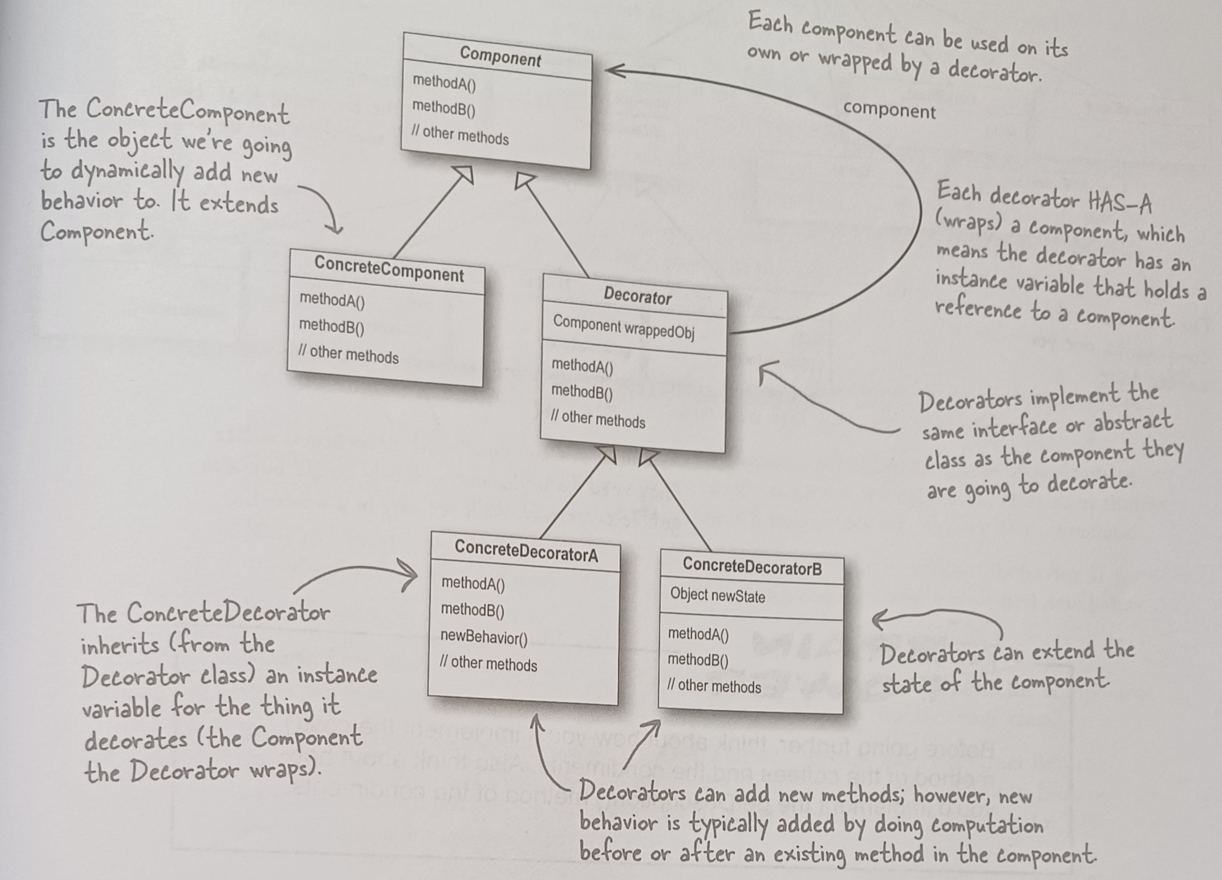 Each component can be used on its
own or wrapped by a decorator.
Component
methodA()
methodB()
// other methods
component
The ConcreteComponent
is the object we're going
to dynamically add new
behavior to. It extends
Component.
Each decorator HAS-A
(wraps) a component, which
means the decorator has an
instance variable that holds a
reference to a component.
ConcreteComponent
methodA()
methodB()
// other methods
Decorator
Component wrappedObj
methodA()
methodB()
// other methods
Decorators implement the
same interface or abstract
class as the component they
are going to decorate.
ConcreteDecoratorA
methodA()
methodB()
newBehavior()
// other methods
ConcreteDecoratorB
Object newState
methodA()
methodB()
// other methods
The ConcreteDecorator
inherits (from the
Decorator class) an instance
variable for the thing it
decorates (the Component
the Decorator wraps).
Decorators can extend the
state of the component.
Decorators can add new methods; however, new
behavior is typically added by doing computation
before or after an existing method in the component.